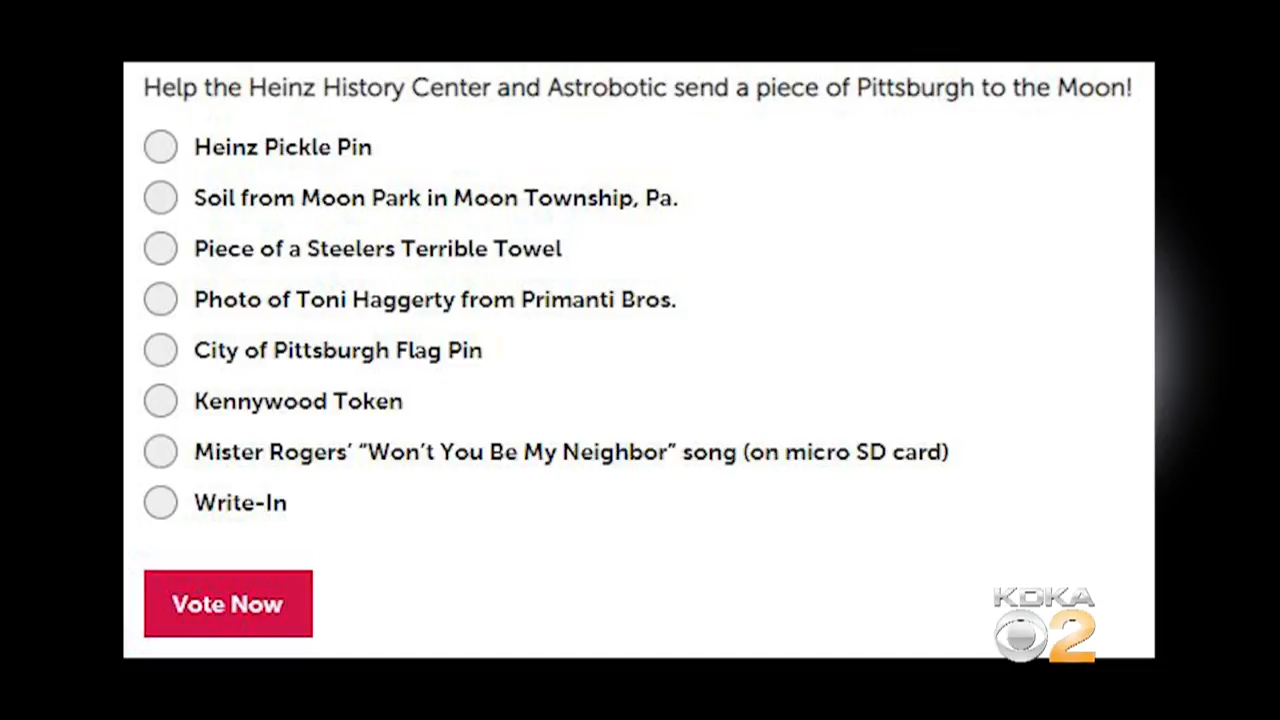 Help the Heinz History Center and Astrobotic send a piece of Pittsburgh to the Moon!
Heinz Pickle Pin
Soil from Moon Park in Moon Township, Pa.
Piece of a Steelers Terrible Towel
Photo of Toni Haggerty from Primanti Bros.
City of Pittsburgh Flag Pin
Kennywood Token
Mister Rogers’ “Won’t You Be My Neighbor” song (on micro SD card)
Write-In
Vote Now
KDKA
2